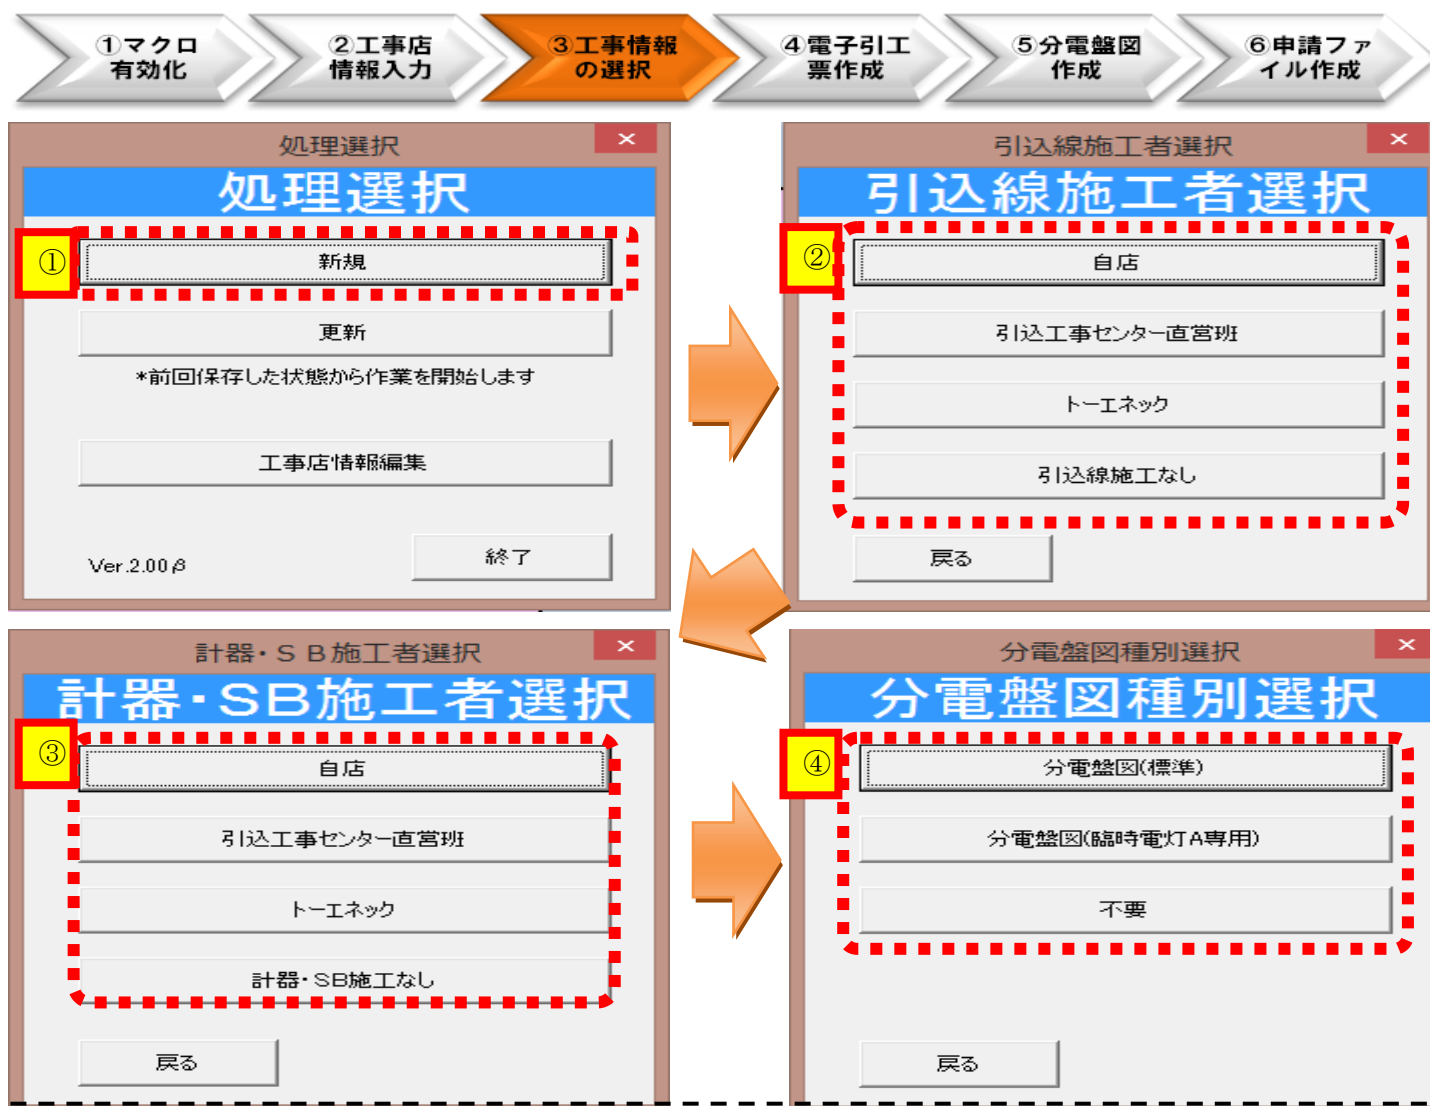 ①マクロ
有効化
②工事店
情報入力
③工事情報
の選択
④電子引工
票作成
⑤分電盤図
作成
⑥申請ファ
イル作成
処理選択
×
処理選択
①
新規
更新
*前回保存した状態から作業を開始します
工事店情報編集
Ver.2.00β
終了
引込線施工者選択
×
引込線施工者選択
②
自店
引込工事センター直営班
トーエネック
引込線施工なし
戻る
計器・SB施工者選択
×
計器・SB施工者選択
③
自店
引込工事センター直営班
トーエネック
計器・SB施工なし
戻る
分電盤図種別選択
×
分電盤図種別選択
④
分電盤図(標準)
分電盤図(臨時電灯A専用)
不要
戻る